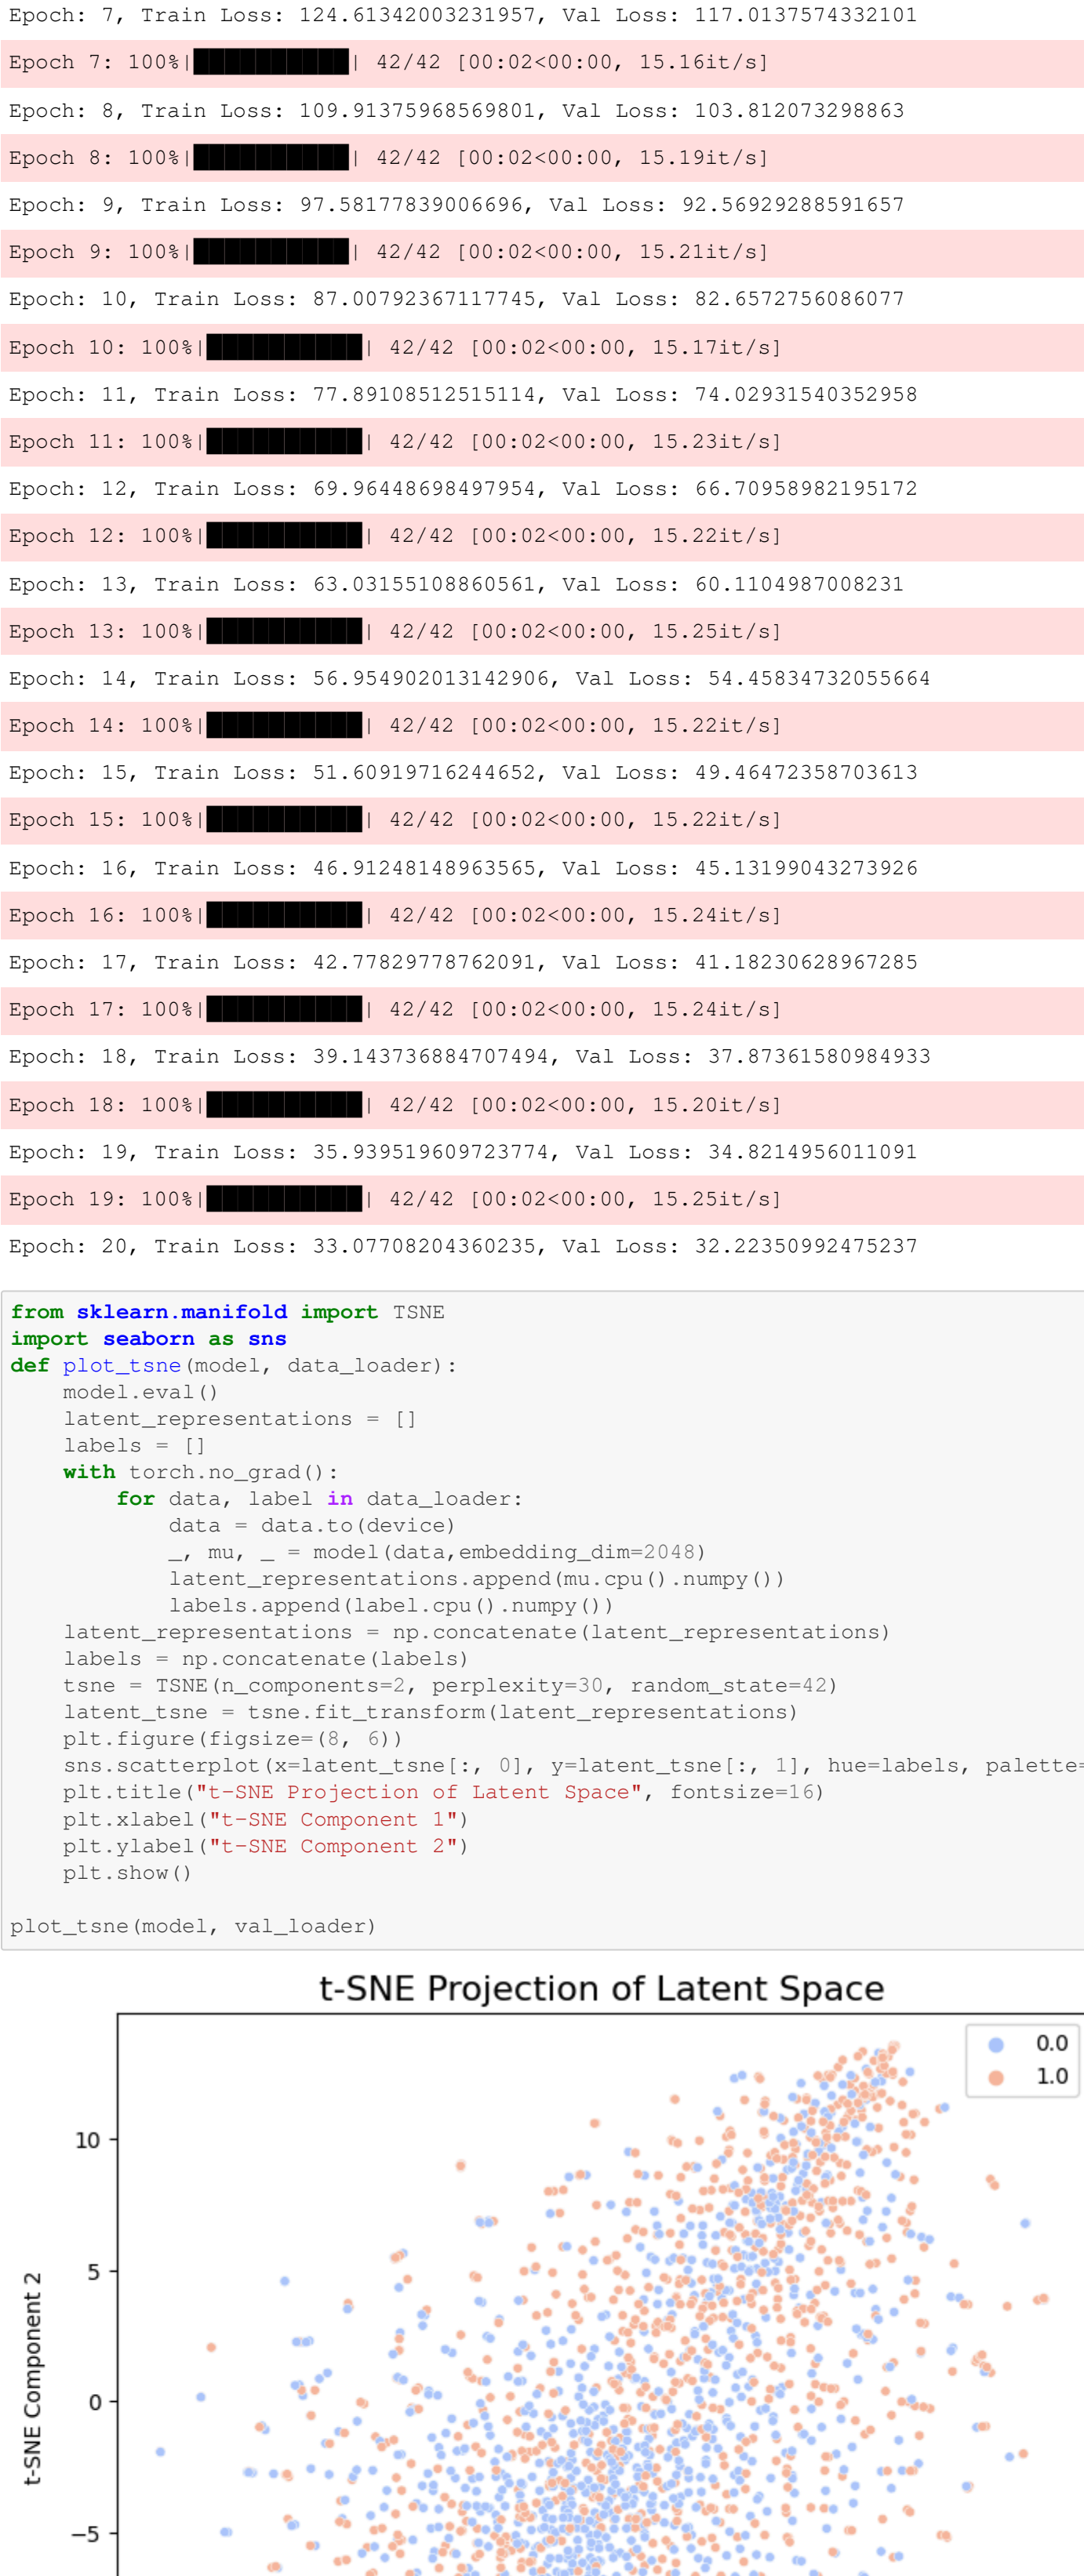 Epoch: 7, Train Loss: 124.61342003231957, Val Loss: 117.0137574332101
Epoch 7: 100%|██████████| 42/42 [00:02<00:00, 15.16it/s]
Epoch: 8, Train Loss: 109.91375968569801, Val Loss: 103.812073298863
Epoch 8: 100%|██████████| 42/42 [00:02<00:00, 15.19it/s]
Epoch: 9, Train Loss: 97.58177839006696, Val Loss: 92.56929288591657
Epoch 9: 100%|██████████| 42/42 [00:02<00:00, 15.21it/s]
Epoch: 10, Train Loss: 87.00792367117745, Val Loss: 82.6572756086077
Epoch 10: 100%|██████████| 42/42 [00:02<00:00, 15.17it/s]
Epoch: 11, Train Loss: 77.89108512515114, Val Loss: 74.02931540352958
Epoch 11: 100%|██████████| 42/42 [00:02<00:00, 15.23it/s]
Epoch: 12, Train Loss: 69.96448698497954, Val Loss: 66.70958982195172
Epoch 12: 100%|██████████| 42/42 [00:02<00:00, 15.22it/s]
Epoch: 13, Train Loss: 63.03155108860561, Val Loss: 60.1104987008231
Epoch 13: 100%|██████████| 42/42 [00:02<00:00, 15.25it/s]
Epoch: 14, Train Loss: 56.954902013142906, Val Loss: 54.45834732055664
Epoch 14: 100%|██████████| 42/42 [00:02<00:00, 15.22it/s]
Epoch: 15, Train Loss: 51.60919716244652, Val Loss: 49.46472358703613
Epoch 15: 100%|██████████| 42/42 [00:02<00:00, 15.22it/s]
Epoch: 16, Train Loss: 46.91248148963565, Val Loss: 45.13199043273926
Epoch 16: 100%|██████████| 42/42 [00:02<00:00, 15.24it/s]
Epoch: 17, Train Loss: 42.77829778762091, Val Loss: 41.18230628967285
Epoch 17: 100%|██████████| 42/42 [00:02<00:00, 15.24it/s]
Epoch: 18, Train Loss: 39.143736884707494, Val Loss: 37.87361580984933
Epoch 18: 100%|██████████| 42/42 [00:02<00:00, 15.20it/s]
Epoch: 19, Train Loss: 35.939519609723774, Val Loss: 34.8214956011091
Epoch 19: 100%|██████████| 42/42 [00:02<00:00, 15.25it/s]
Epoch: 20, Train Loss: 33.07708204360235, Val Loss: 32.22350992475237
from sklearn.manifold import TSNE
import seaborn as sns
def plot_tsne(model, data_loader):
    model.eval()
    latent_representations = []
    labels = []
    with torch.no_grad():
        for data, label in data_loader:
            data = data.to(device)
            _, mu, _ = model(data,embedding_dim=2048)
            latent_representations.append(mu.cpu().numpy())
            labels.append(label.cpu().numpy())
    latent_representations = np.concatenate(latent_representations)
    labels = np.concatenate(labels)
    tsne = TSNE(n_components=2, perplexity=30, random_state=42)
    latent_tsne = tsne.fit_transform(latent_representations)
    plt.figure(figsize=(8, 6))
    sns.scatterplot(x=latent_tsne[:, 0], y=latent_tsne[:, 1], hue=labels, palette=
    plt.title("t-SNE Projection of Latent Space", fontsize=16)
    plt.xlabel("t-SNE Component 1")
    plt.ylabel("t-SNE Component 2")
    plt.show()
plot_tsne(model, val_loader)
t-SNE Projection of Latent Space
0.0
1.0
10
5
0
−5
t-SNE Component 2